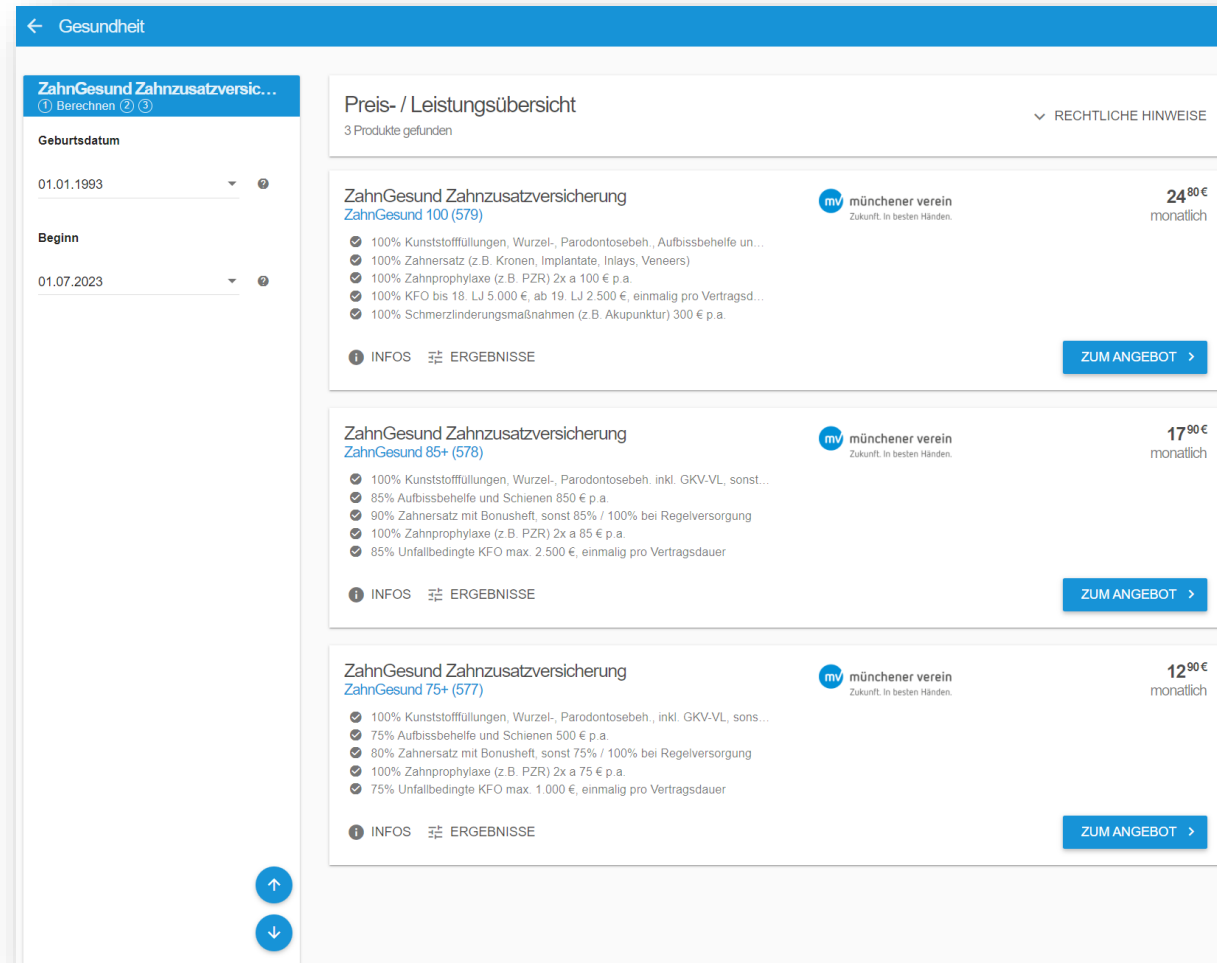 Gesundheit
ZahnGesund Zahnzusatzversic...
1 Berechnen 2 3
Geburtsdatum
01.01.1993
Beginn
01.07.2023
Preis- / Leistungsübersicht
3 Produkte gefunden
RECHTLICHE HINWEISE
ZahnGesund Zahnzusatzversicherung
ZahnGesund 100 (579)
mv münchener verein
Zukunft. In besten Händen.
24 80 €
monatlich
100% Kunststofffüllungen, Wurzel-, Parodontosebeh., Aufbissbehelfe un...
100% Zahnersatz (z.B. Kronen, Implantate, Inlays, Veneers)
100% Zahnprophylaxe (z.B. PZR) 2x a 100 € p.a.
100% KFO bis 18. LJ 5.000 €, ab 19. LJ 2.500 €, einmalig pro Vertragsd...
100% Schmerzlinderungsmaßnahmen (z.B. Akupunktur) 300 € p.a.
INFOS ERGEBNISSE
ZUM ANGEBOT
ZahnGesund Zahnzusatzversicherung
ZahnGesund 85+ (578)
mv münchener verein
Zukunft. In besten Händen.
17 90 €
monatlich
100% Kunststofffüllungen, Wurzel-, Parodontosebeh. inkl. GKV-VL, sonst...
85% Aufbissbehelfe und Schienen 850 € p.a.
90% Zahnersatz mit Bonusheft, sonst 85% / 100% bei Regelversorgung
100% Zahnprophylaxe (z.B. PZR) 2x a 85 € p.a.
85% Unfallbedingte KFO max. 2.500 €, einmalig pro Vertragsdauer
INFOS ERGEBNISSE
ZUM ANGEBOT
ZahnGesund Zahnzusatzversicherung
ZahnGesund 75+ (577)
mv münchener verein
Zukunft. In besten Händen.
12 90 €
monatlich
100% Kunststofffüllungen, Wurzel-, Parodontosebeh., inkl. GKV-VL, sons...
75% Aufbissbehelfe und Schienen 500 € p.a.
80% Zahnersatz mit Bonusheft, sonst 75% / 100% bei Regelversorgung
100% Zahnprophylaxe (z.B. PZR) 2x a 75 € p.a.
75% Unfallbedingte KFO max. 1.000 €, einmalig pro Vertragsdauer
INFOS ERGEBNISSE
ZUM ANGEBOT